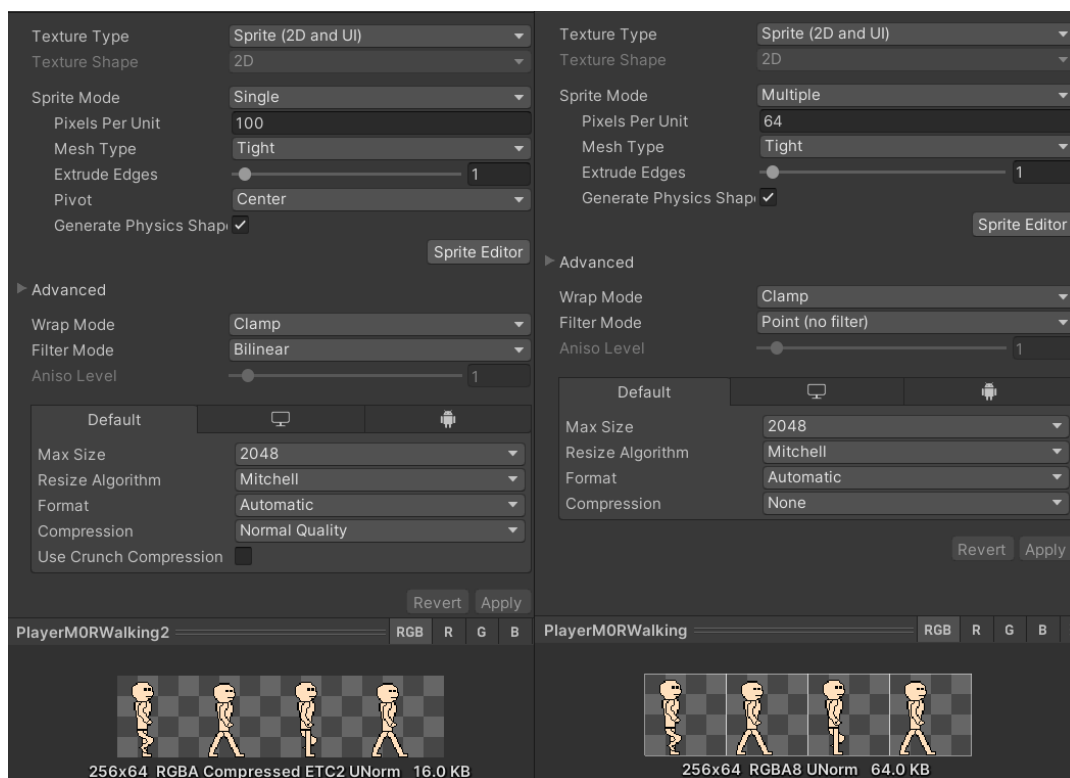 Texture Type Sprite (2D and UI)
Texture Shape 2D
Sprite Mode Single
Pixels Per Unit 100
Mesh Type Tight
Extrude Edges 1
Pivot Center
Generate Physics Shap
Sprite Editor
Advanced
Wrap Mode Clamp
Filter Mode Bilinear
Aniso Level 1
Default
Max Size 2048
Resize Algorithm Mitchell
Format Automatic
Compression Normal Quality
Use Crunch Compression
Revert Apply
PlayerM0RWalking2 RGB R G B
256x64 RGBA Compressed ETC2 UNorm 16.0 KB
Texture Type Sprite (2D and UI)
Texture Shape 2D
Sprite Mode Multiple
Pixels Per Unit 64
Mesh Type Tight
Extrude Edges 1
Generate Physics Shap
Sprite Editor
Advanced
Wrap Mode Clamp
Filter Mode Point (no filter)
Aniso Level 1
Default
Max Size 2048
Resize Algorithm Mitchell
Format Automatic
Compression None
Revert Apply
PlayerM0RWalking RGB R G B
256x64 RGBA8 UNorm 64.0 KB